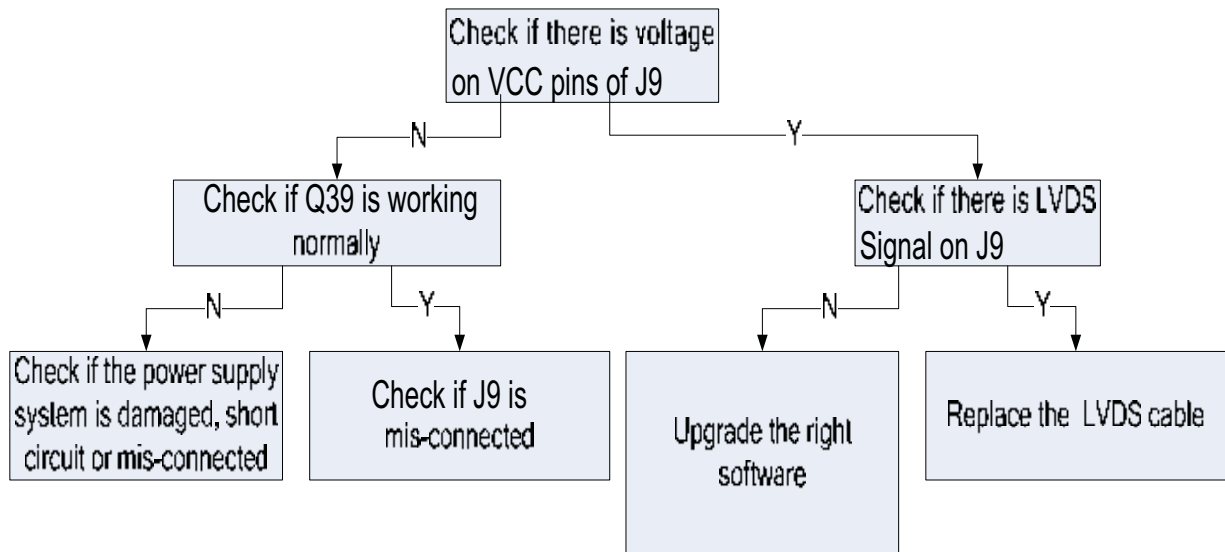 Check if there is voltage
on VCC pins of J9
N
Y
Check if Q39 is working
normally
Check if there is LVDS
Signal on J9
N
Y
N
Y
Check if the power supply
system is damaged, short
circuit or mis-connected
Check if J9 is
mis-connected
Upgrade the right
software
Replace the LVDS cable